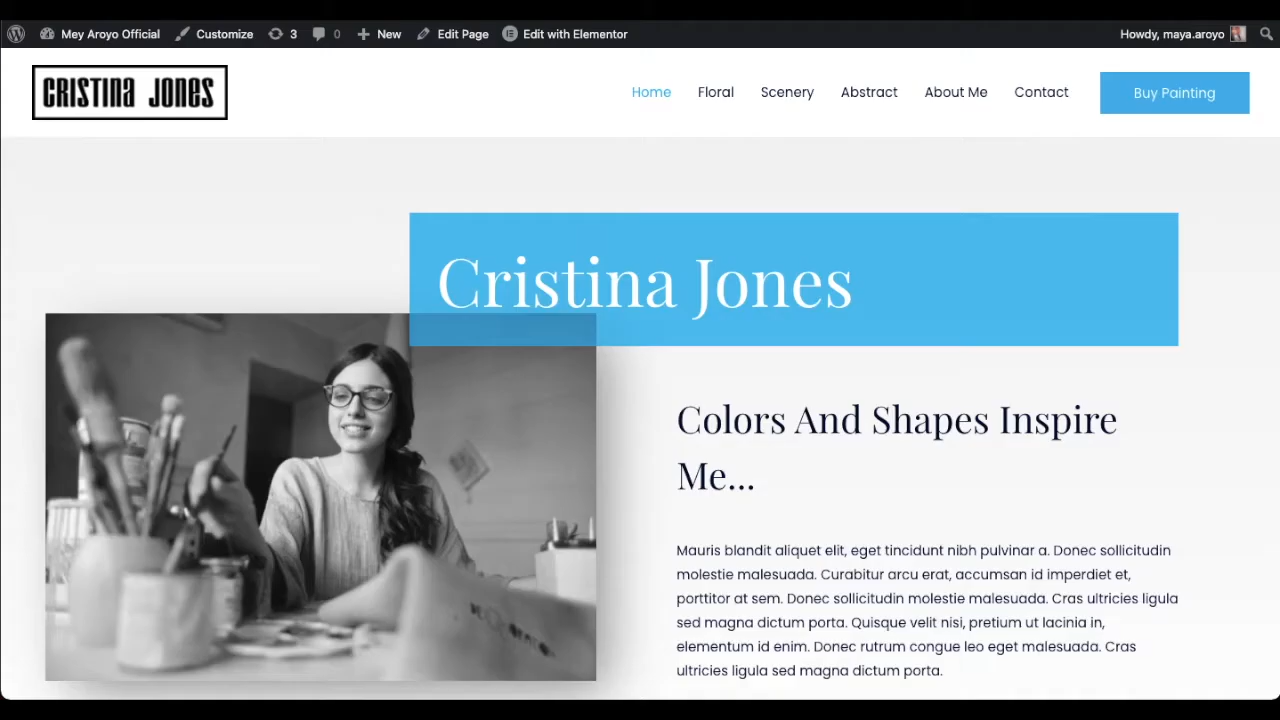 Mey Aroyo Official Customize 3 0 New Edit Page Edit with Elementor Howdy, maya.aroyo
CRISTINA JONES
Home Floral Scenery Abstract About Me Contact Buy Painting
Cristina Jones
Colors And Shapes Inspire
Me...
Mauris blandit aliquet elit, eget tincidunt nibh pulvinar a. Donec sollicitudin
molestie malesuada. Curabitur arcu erat, accumsan id imperdiet et,
porttitor at sem. Donec sollicitudin molestie malesuada. Cras ultricies ligula
sed magna dictum porta. Quisque velit nisi, pretium ut lacinia in,
elementum id enim. Donec rutrum congue leo eget malesuada. Cras
ultricies ligula sed magna dictum porta.